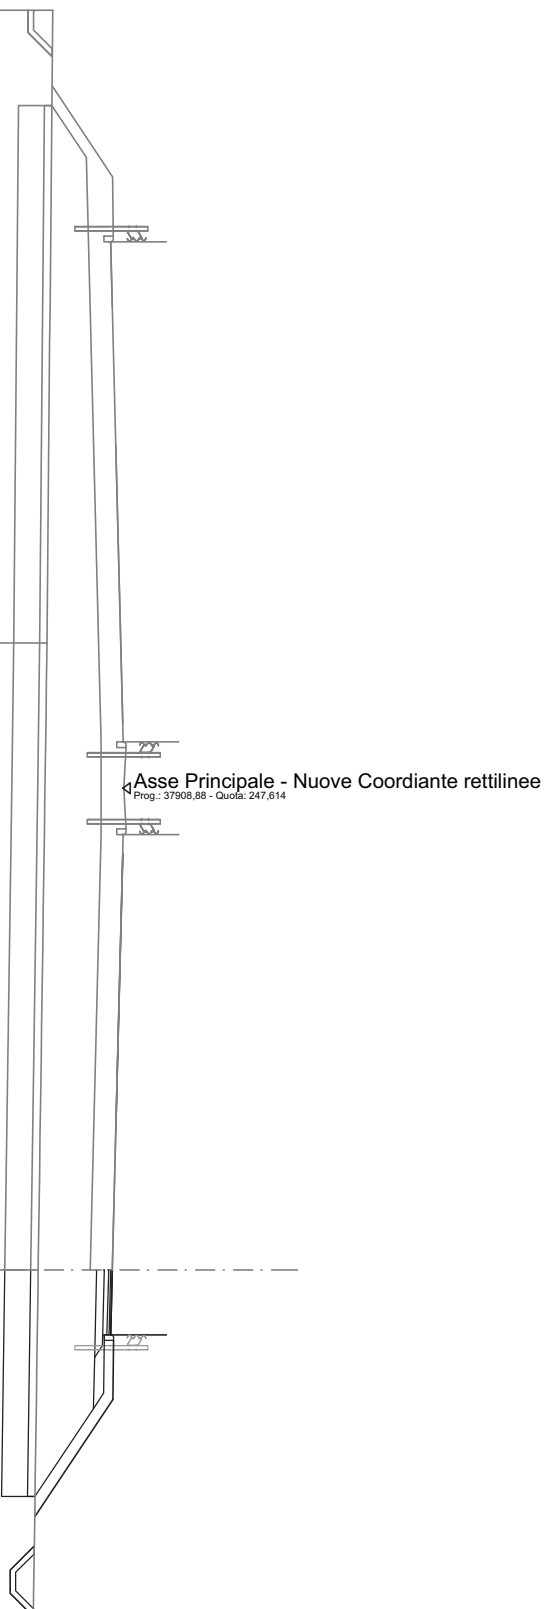 Asse Principale - Nuove Coordiante rettilinee
Prog.: 37908,88 - Quota: 247,614